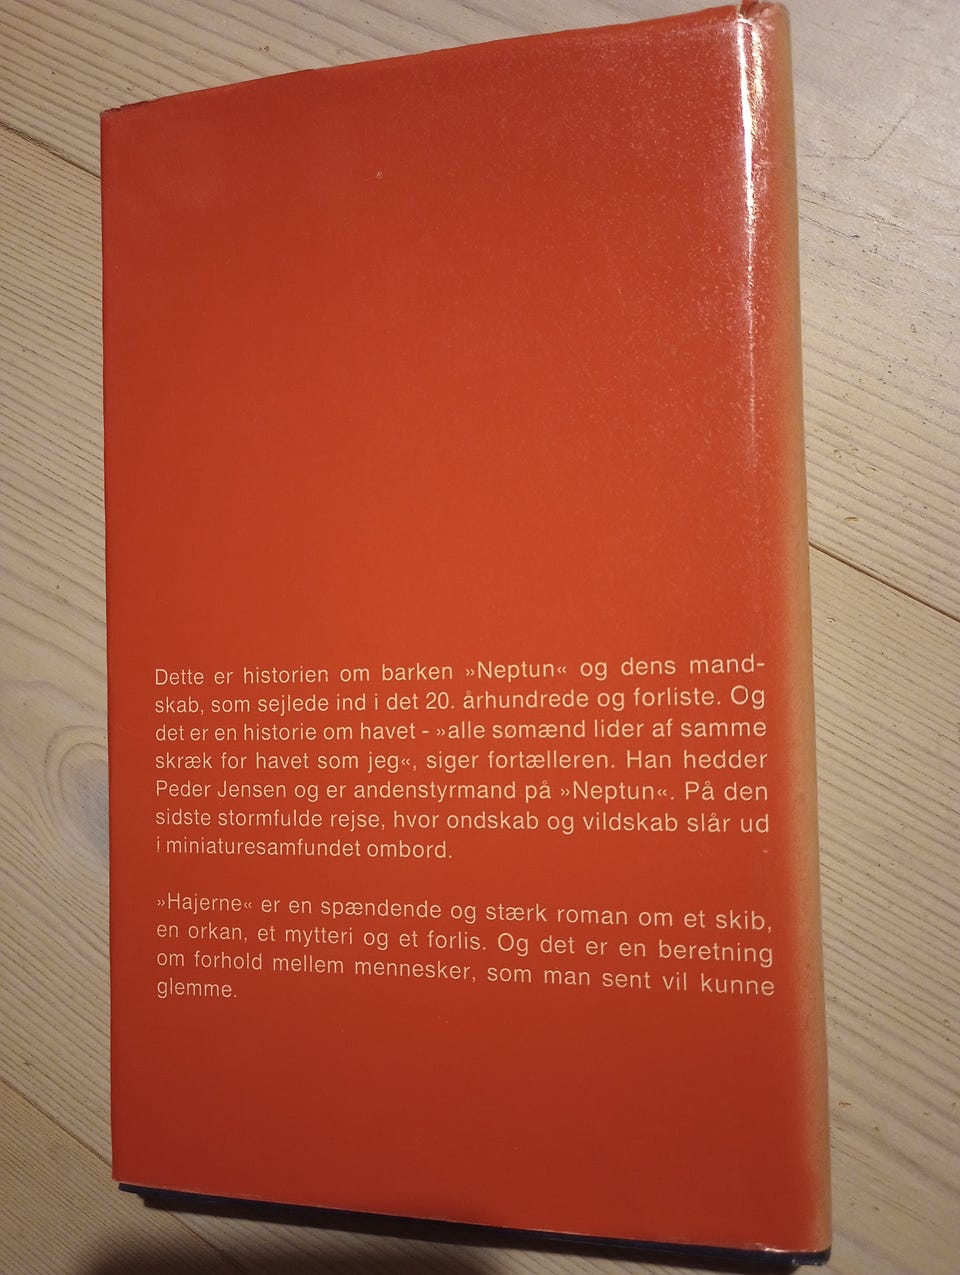 Dette er historien om barken »Neptun« og dens mand-
skab, som sejlede ind i det 20. århundrede og forliste. Og
det er en historie om havet - »alle sømænd lider af samme
skræk for havet som jeg«, siger fortælleren. Han hedder
Peder Jensen og er andenstyrmand på »Neptun«. På den
sidste stormfulde rejse, hvor ondskab og vildskab slår ud
i miniaturesamfundet ombord.
»Hajerne« er en spændende og stærk roman om et skib,
en orkan, et mytteri og et forlis. Og det er en beretning
om forhold mellem mennesker, som man sent vil kunne
glemme.